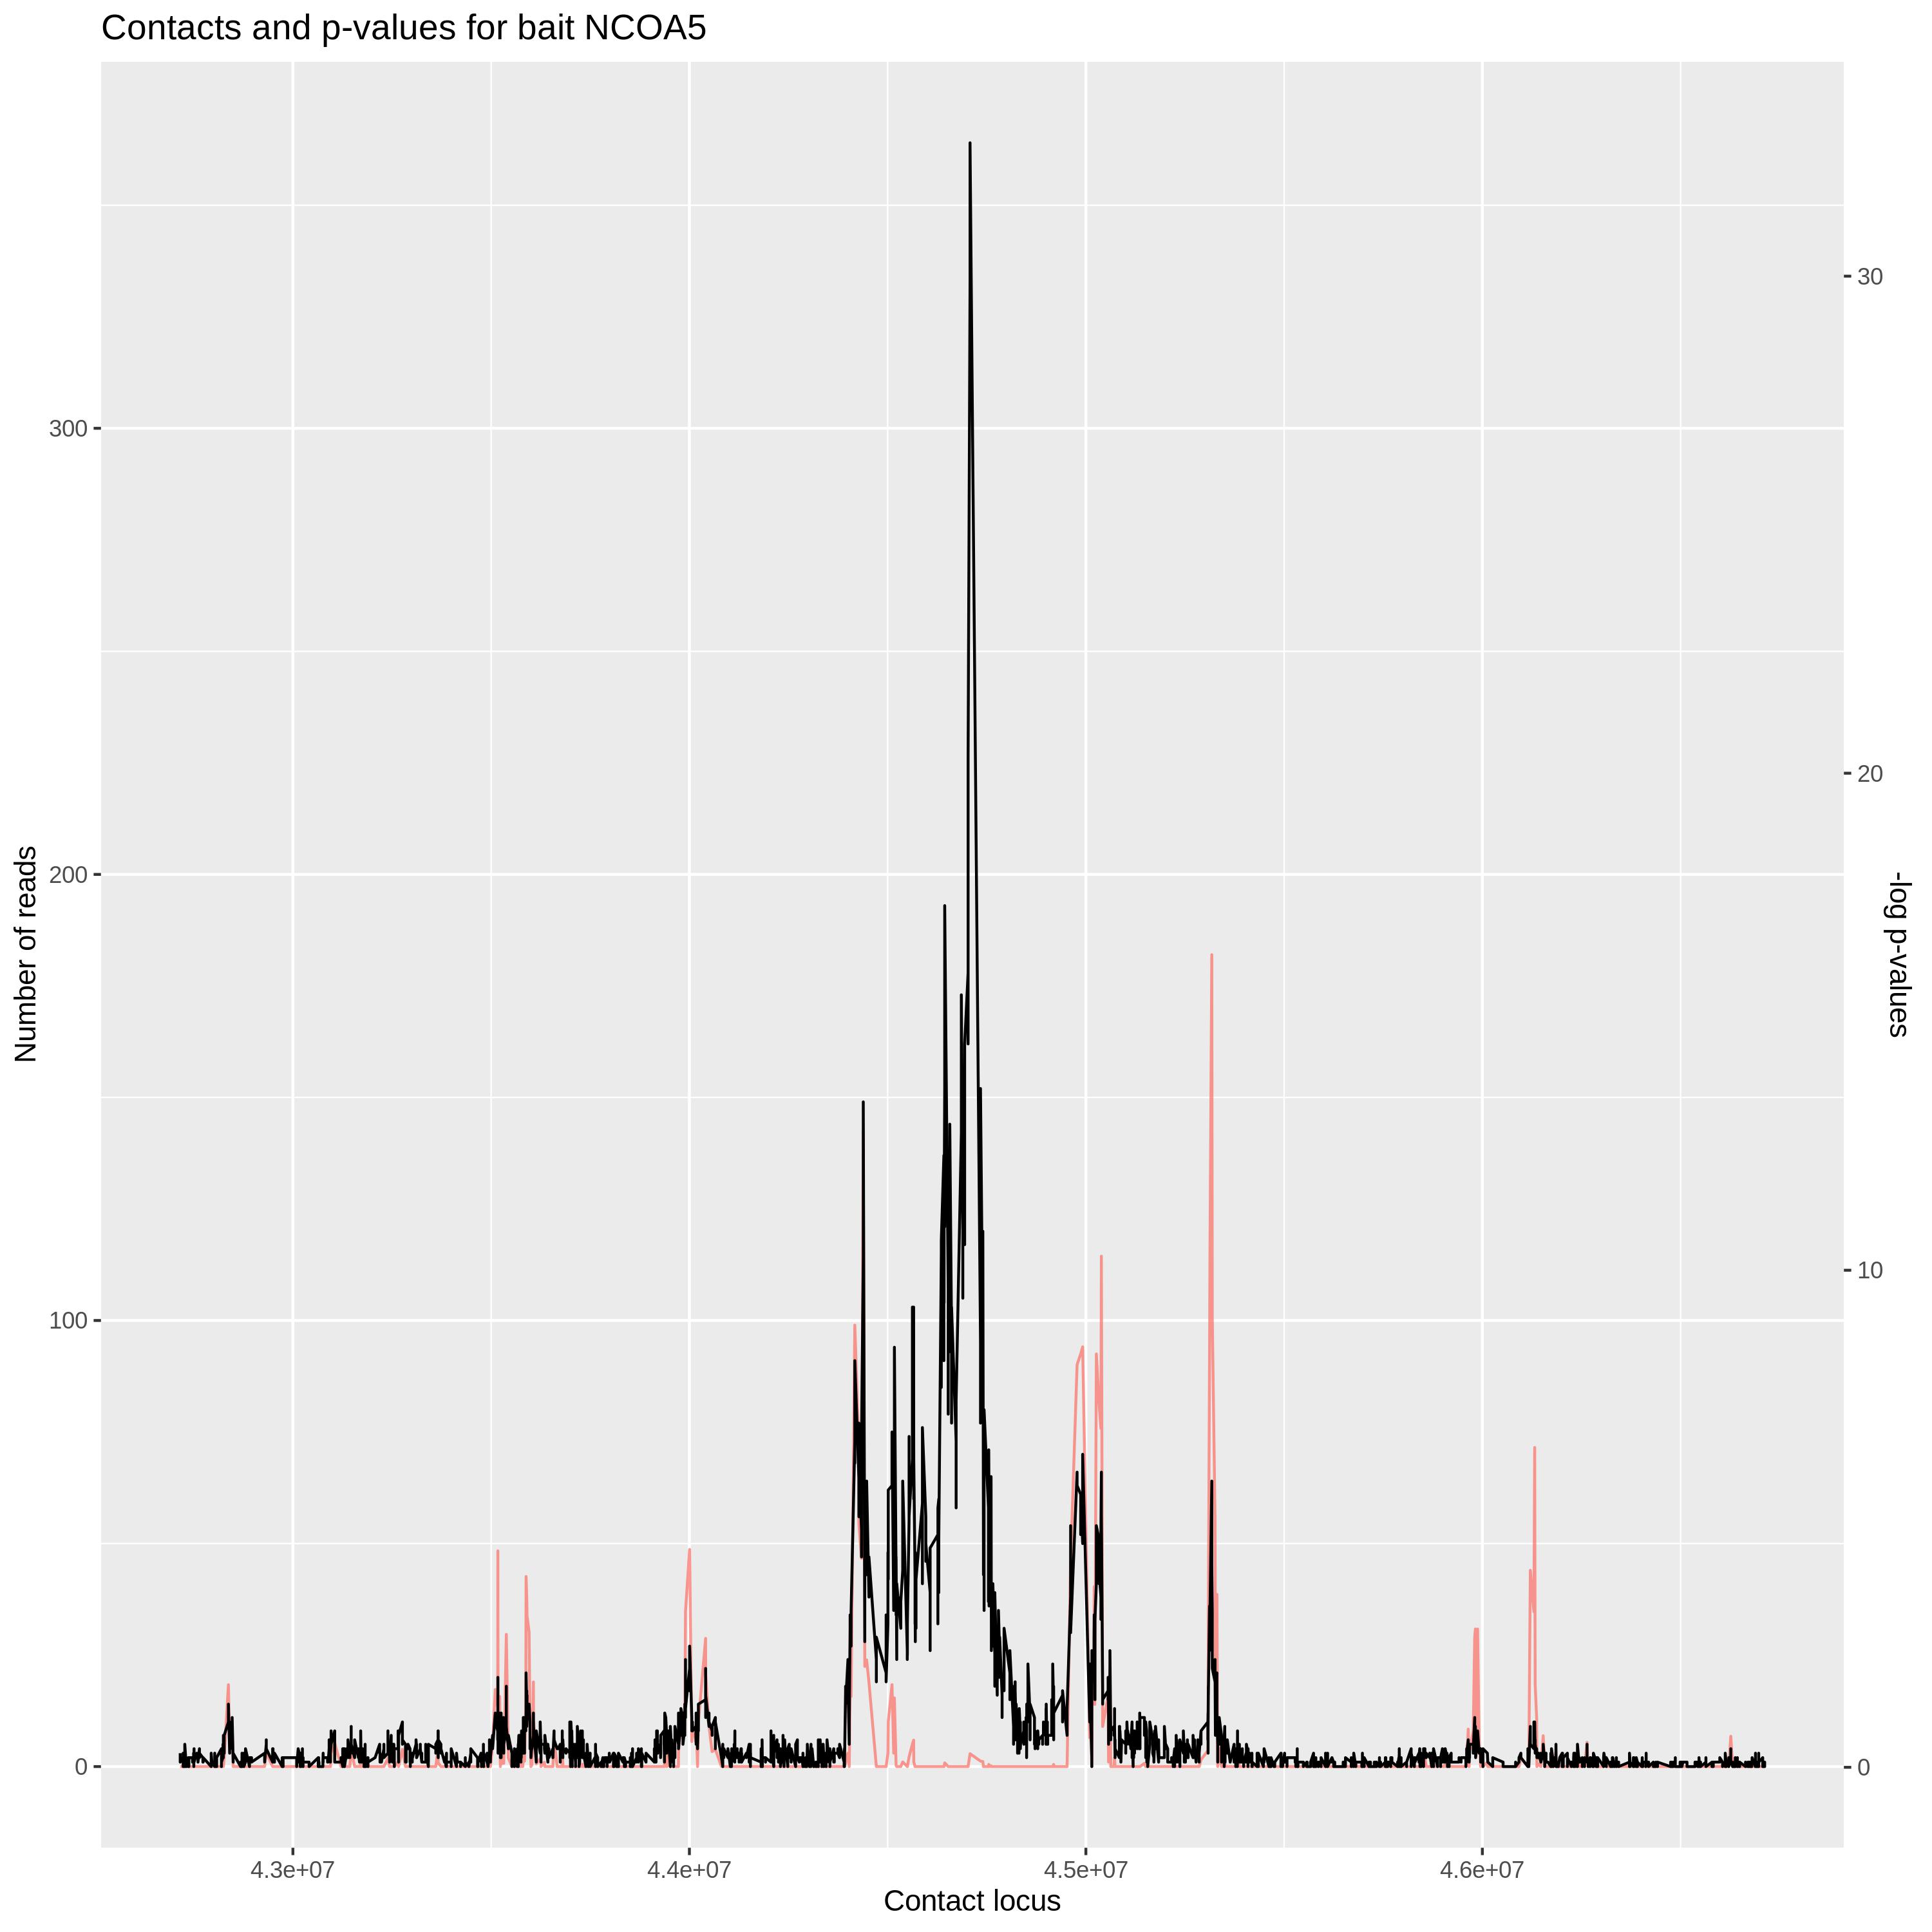 Contacts and p-values for bait NCOA5
Number of reads
300
200
100
0
30
20
10
0
-log p-values
4.3e+07
4.4e+07
4.5e+07
4.6e+07
Contact locus